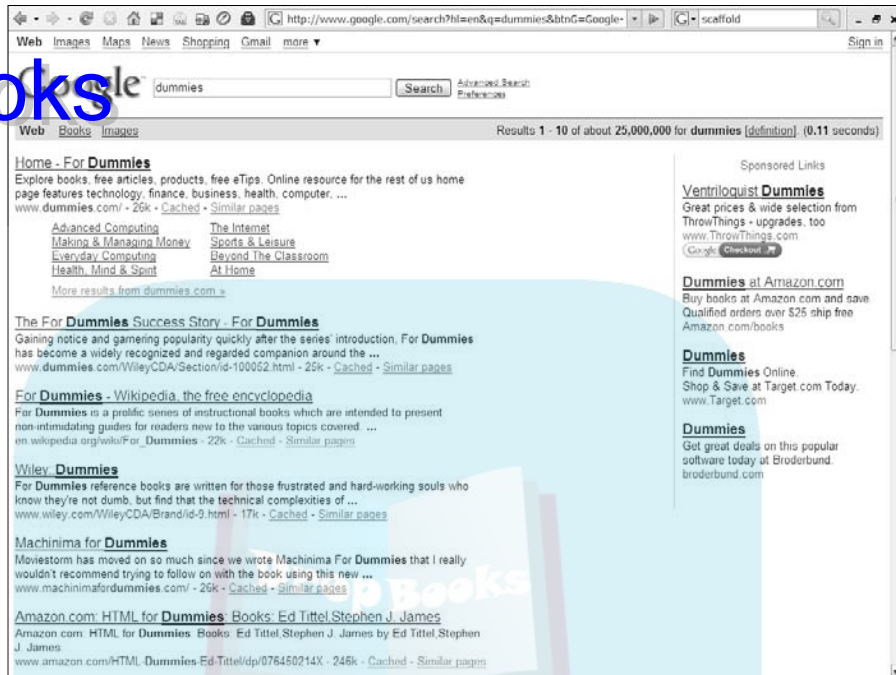 G http://www.google.com/search?hl=en&q=dummies&btnG=Google-
G scaffold
Web Images Maps News Shopping Gmail more ▼ Sign in
Google
oks
dummies Search Advanced Search
Preferences
Web Books Images Results 1 - 10 of about 25,000,000 for dummies [definition]. (0.11 seconds)
Home - For Dummies
Explore books, free articles, products, free eTips. Online resource for the rest of us home
page features technology, finance, business, health, computer, ...
www.dummies.com/ - 26k - Cached - Similar pages
Advanced Computing The Internet
Making & Managing Money Sports & Leisure
Everyday Computing Beyond The Classroom
Health, Mind & Spirit At Home
More results from dummies.com »
The For Dummies Success Story - For Dummies
Gaining notice and garnering popularity quickly after the series' introduction, For Dummies
has become a widely recognized and regarded companion around the ...
www.dummies.com/WileyCDA/Section/id-100052.html - 25k - Cached - Similar pages
For Dummies - Wikipedia, the free encyclopedia
For Dummies is a prolific series of instructional books which are intended to present
non-intimidating guides for readers new to the various topics covered. ...
en.wikipedia.org/wiki/For_Dummies - 22k - Cached - Similar pages
Wiley::Dummies
For Dummies reference books are written for those frustrated and hard-working souls who
know they're not dumb, but find that the technical complexities of ...
www.wiley.com/WileyCDA/Brand/id-9.html - 17k - Cached - Similar pages
Machinima for Dummies
Moviestorm has moved on so much since we wrote Machinima For Dummies that I really
wouldn't recommend trying to follow on with the book using this new ...
www.machinimafordummies.com/ - 26k - Cached - Similar pages
Amazon.com: HTML for Dummies: Books: Ed Tittel,Stephen J. James
Amazon.com: HTML for Dummies: Books: Ed Tittel,Stephen J. James by Ed Tittel,Stephen
J. James
www.amazon.com/HTML-Dummies-Ed-Tittel/dp/076450214X - 246k - Cached - Similar pages
Sponsored Links
Ventriloquist Dummies
Great prices & wide selection from
ThrowThings - upgrades, too
www.ThrowThings.com
Google Checkout
Dummies at Amazon.com
Buy books at Amazon.com and save.
Qualified orders over $25 ship free
Amazon.com/books
Dummies
Find Dummies Online.
Shop & Save at Target.com Today.
www.Target.com
Dummies
Get great deals on this popular
software today at Broderbund.
broderbund.com
Books